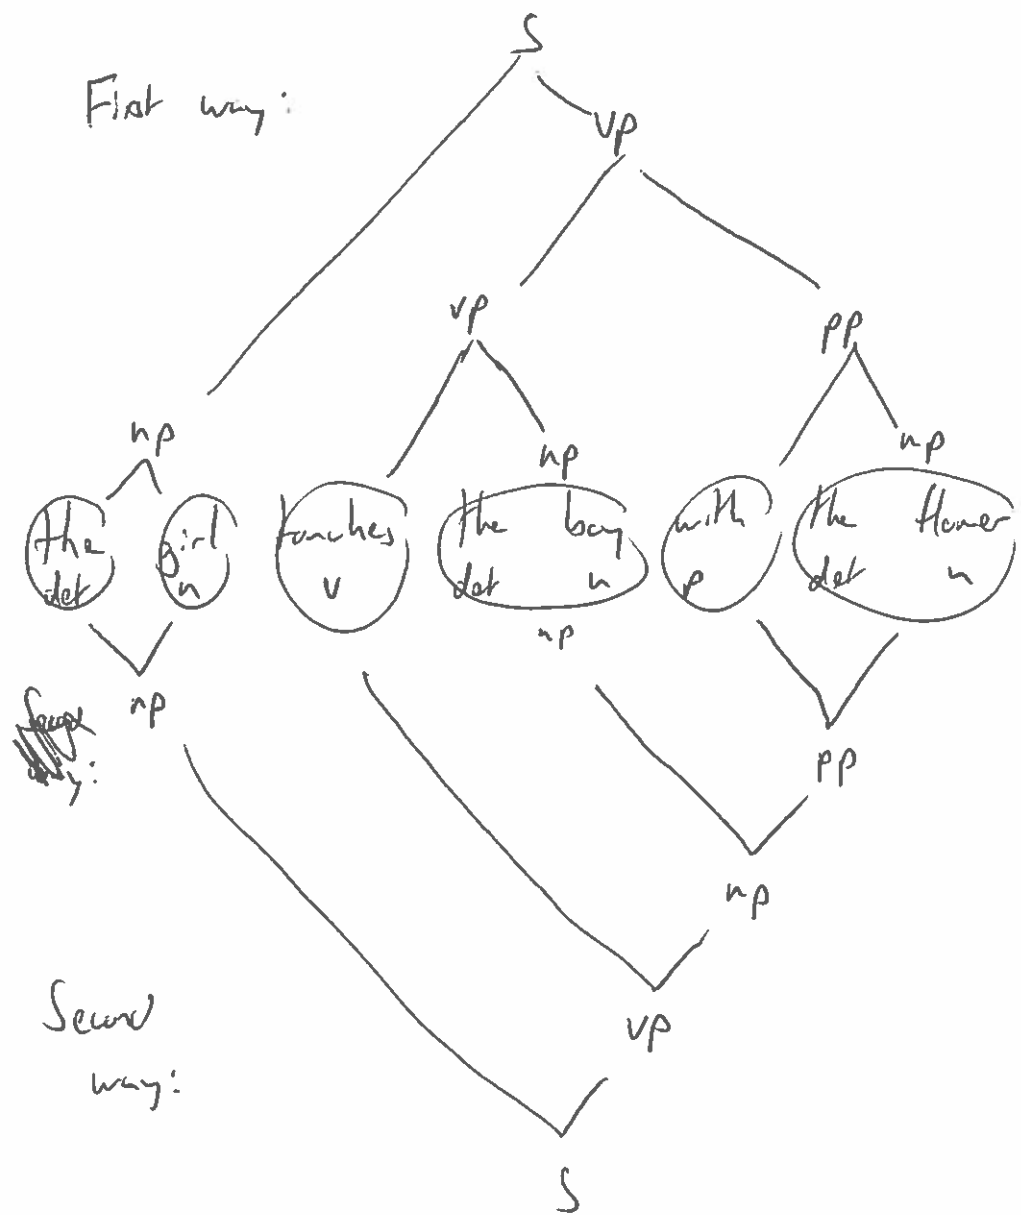 S
First way:
vp
vp
pp
np
np
np
the girl touches the boy with the flower
det n v det n p det n
np
np
way:
pp
np
Second
vp
way:
S